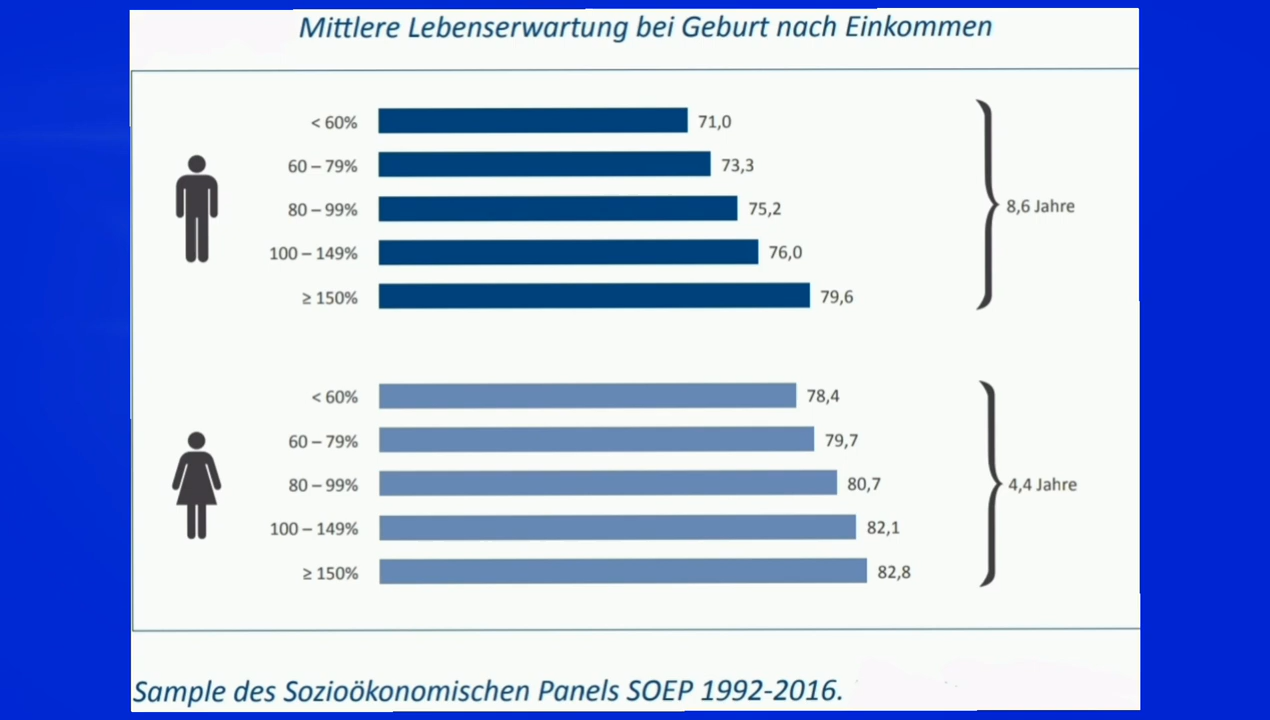 Mittlere Lebenserwartung bei Geburt nach Einkommen
< 60% 71,0
60 – 79% 73,3
80 – 99% 75,2
100 – 149% 76,0
≥ 150% 79,6
8,6 Jahre
< 60% 78,4
60 – 79% 79,7
80 – 99% 80,7
100 – 149% 82,1
≥ 150% 82,8
4,4 Jahre
Sample des Sozioökonomischen Panels SOEP 1992-2016.